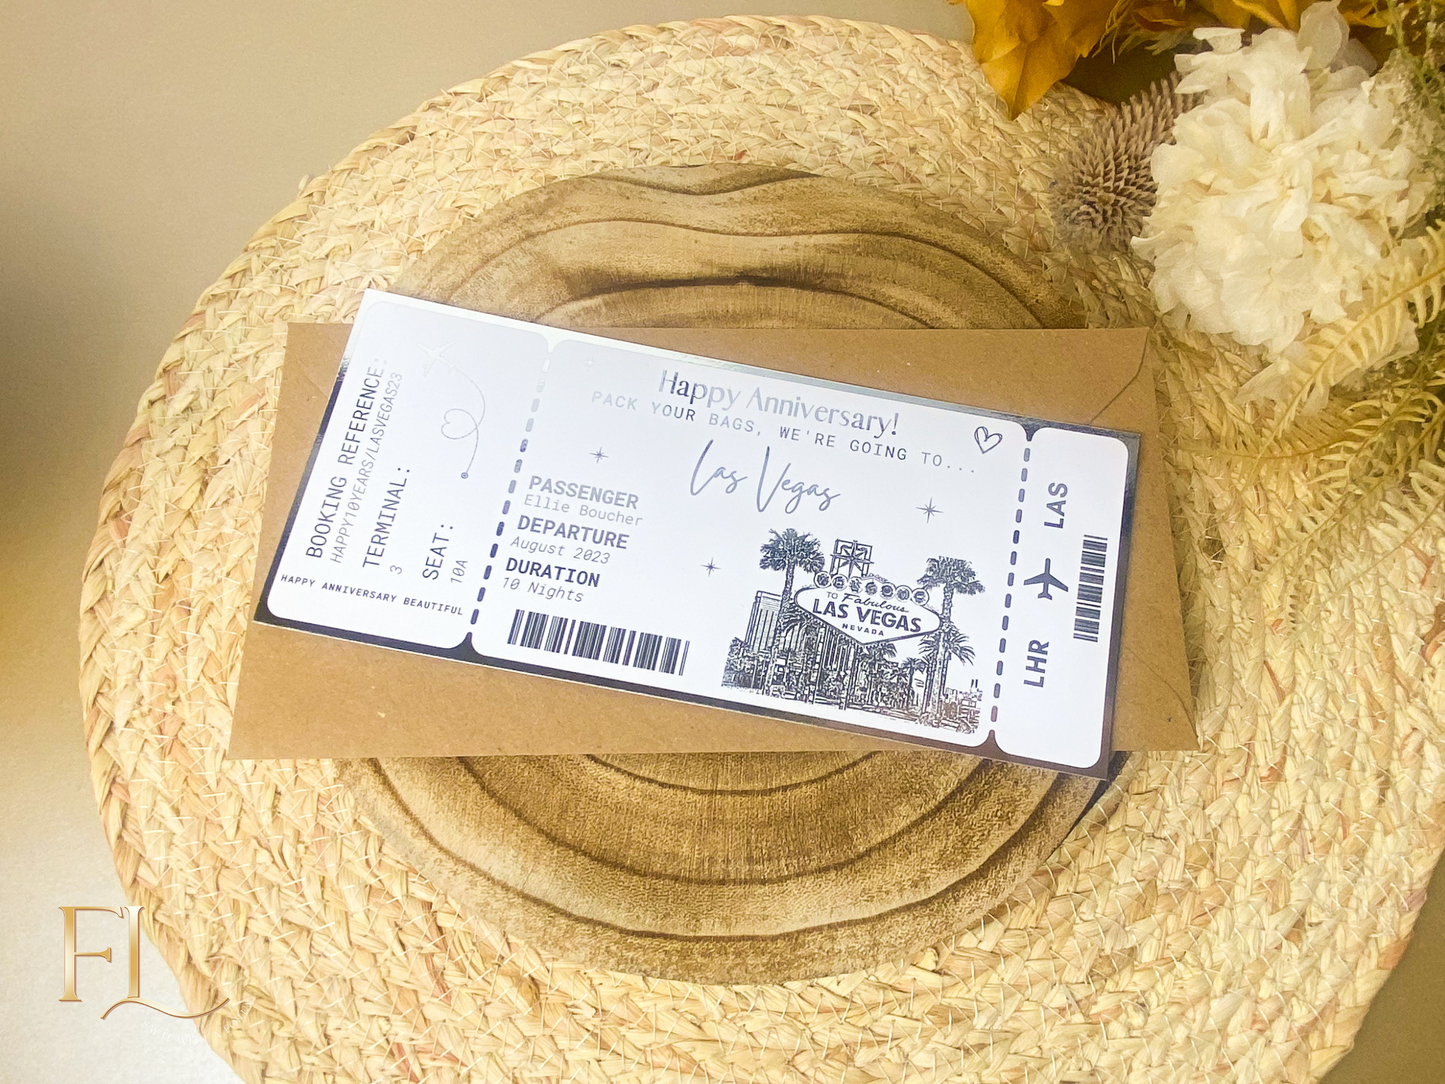 BOOKING REFERENCE:
HAPPY10YEARS/LASVEGAS23
TERMINAL:
3
SEAT:
10A
HAPPY ANNIVERSARY BEAUTIFUL
Happy Anniversary!
PACK YOUR BAGS, WE'RE GOING TO...
Las Vegas
PASSENGER
Ellie Boucher
DEPARTURE
August 2023
DURATION
10 Nights
WELCOME
TO Fabulous
LAS VEGAS
NEVADA
LHR LAS
FL